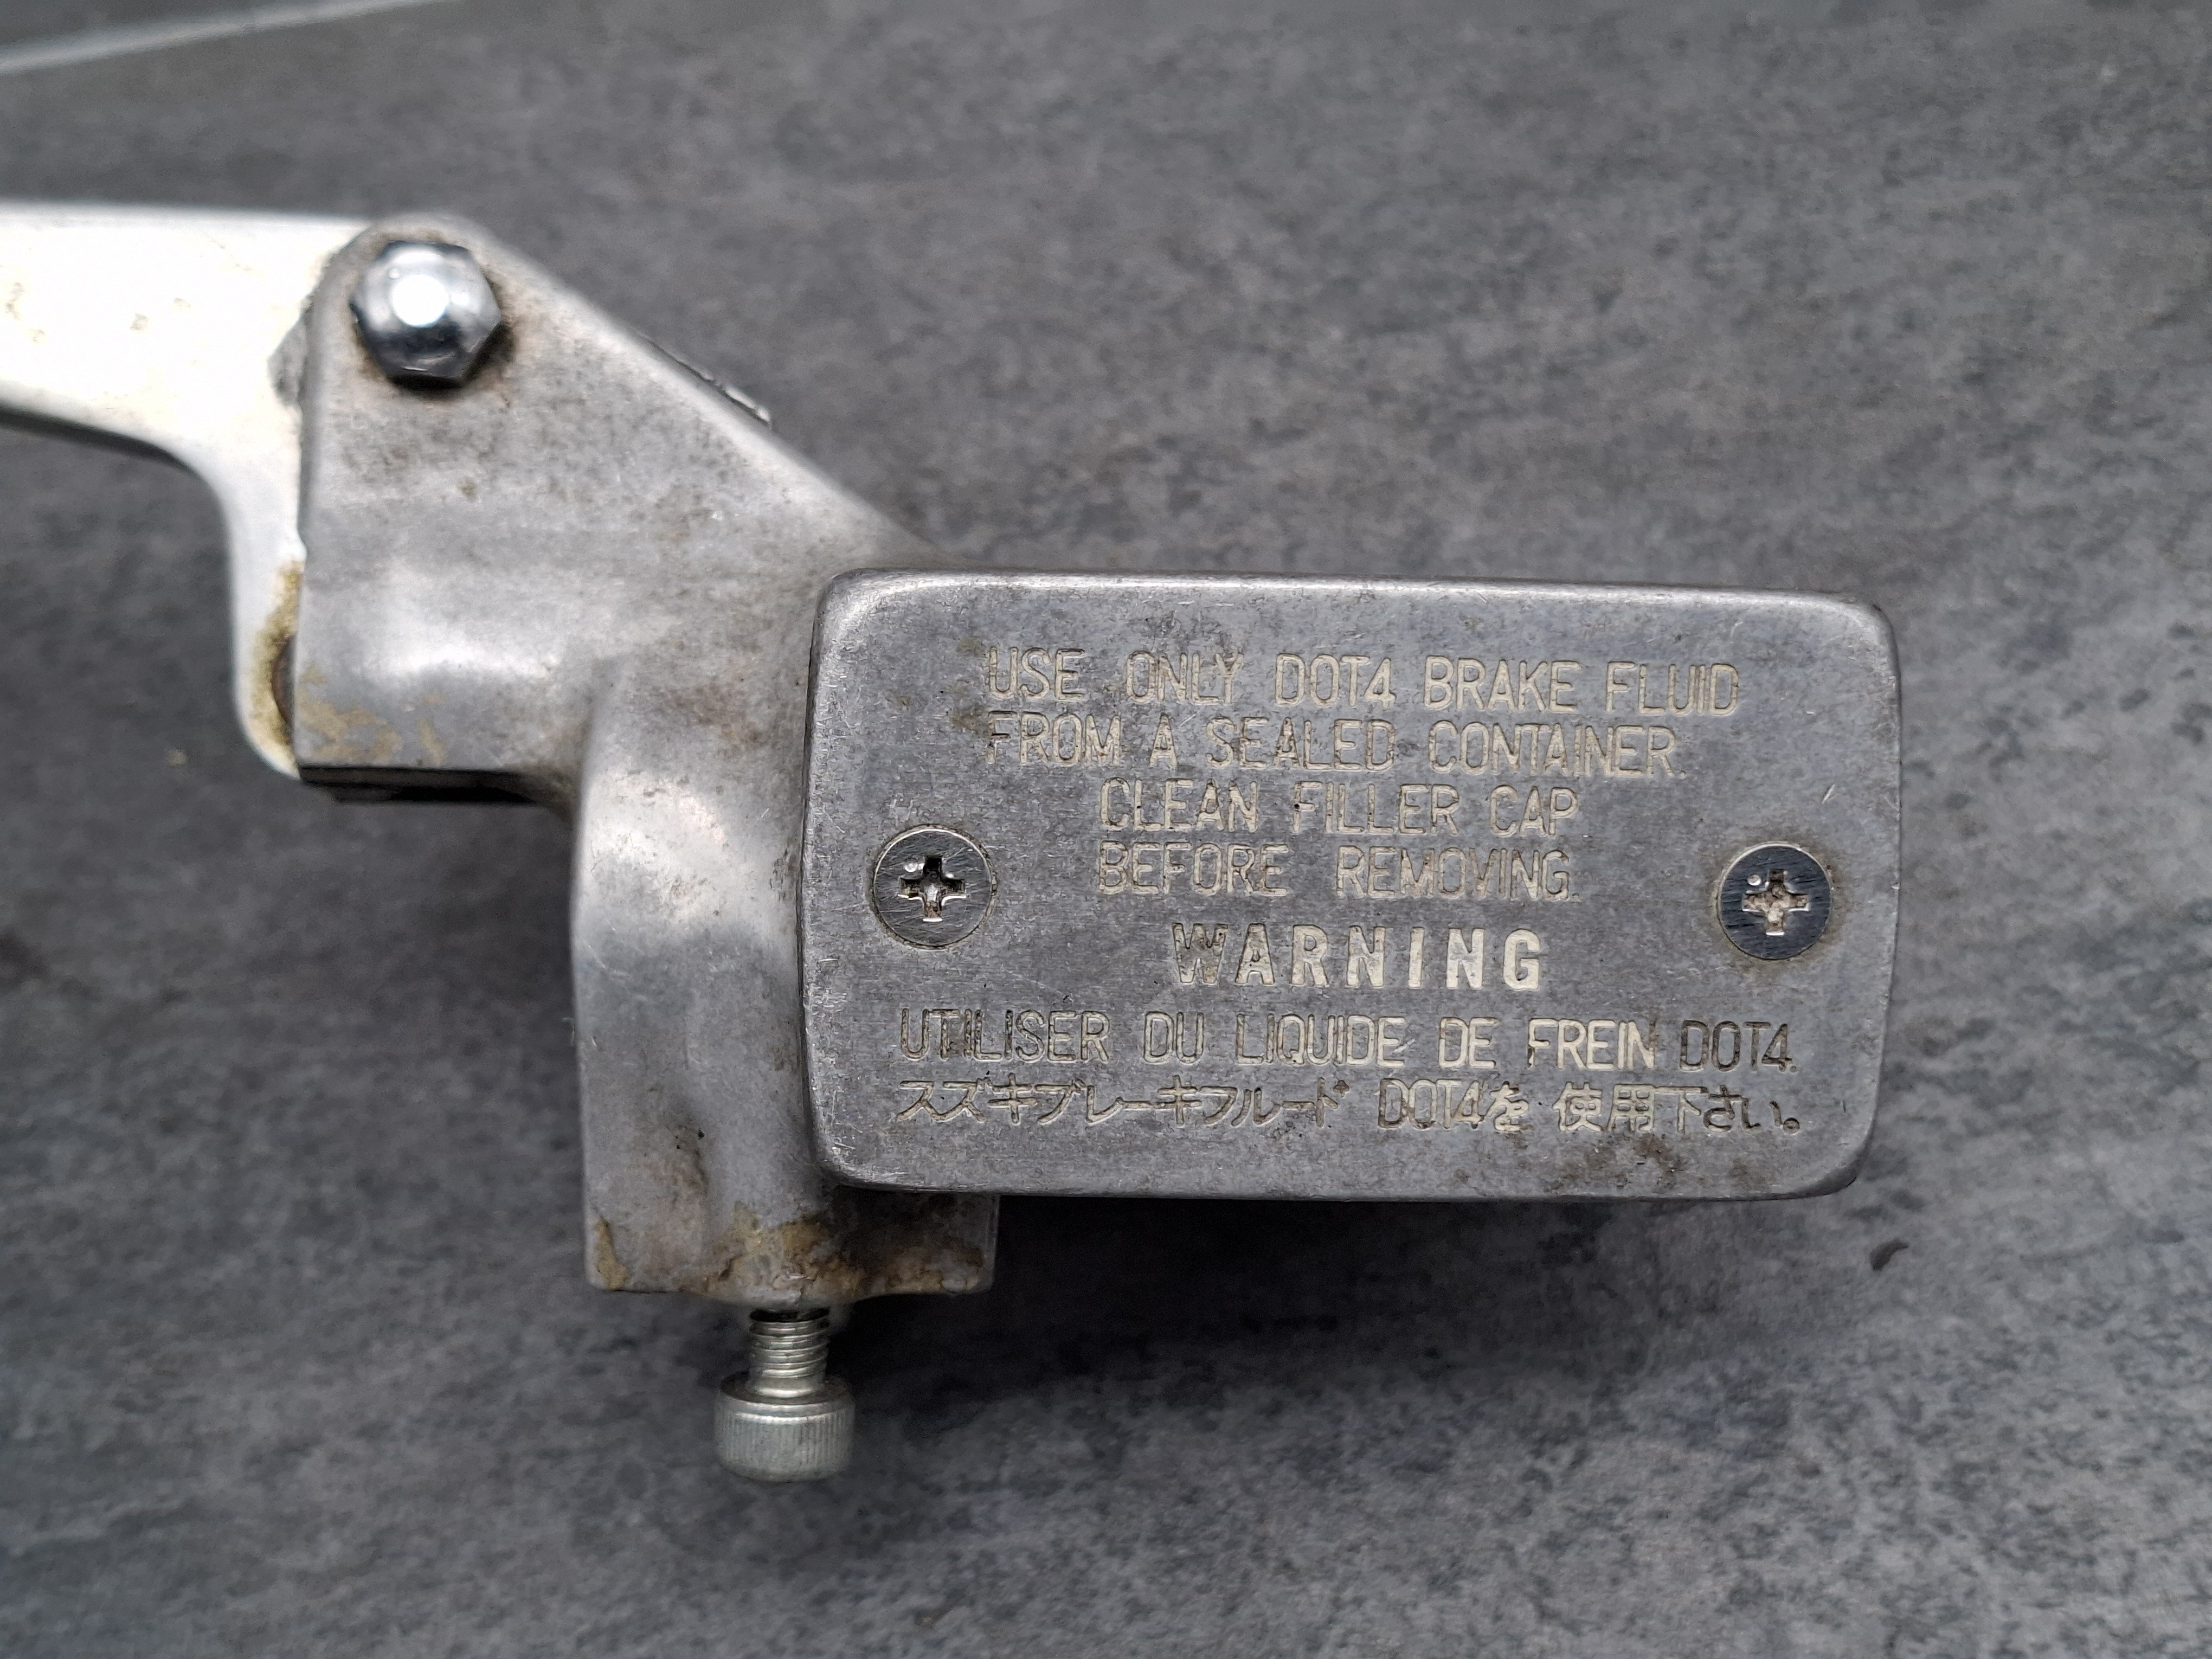 USE ONLY DOT4 BRAKE FLUID
FROM A SEALED CONTAINER.
CLEAN FILLER CAP
BEFORE REMOVING.
WARNING
UTILISER DU LIQUIDE DE FREIN DOT4.
スズキブレーキフルード DOT4を 使用下さい。